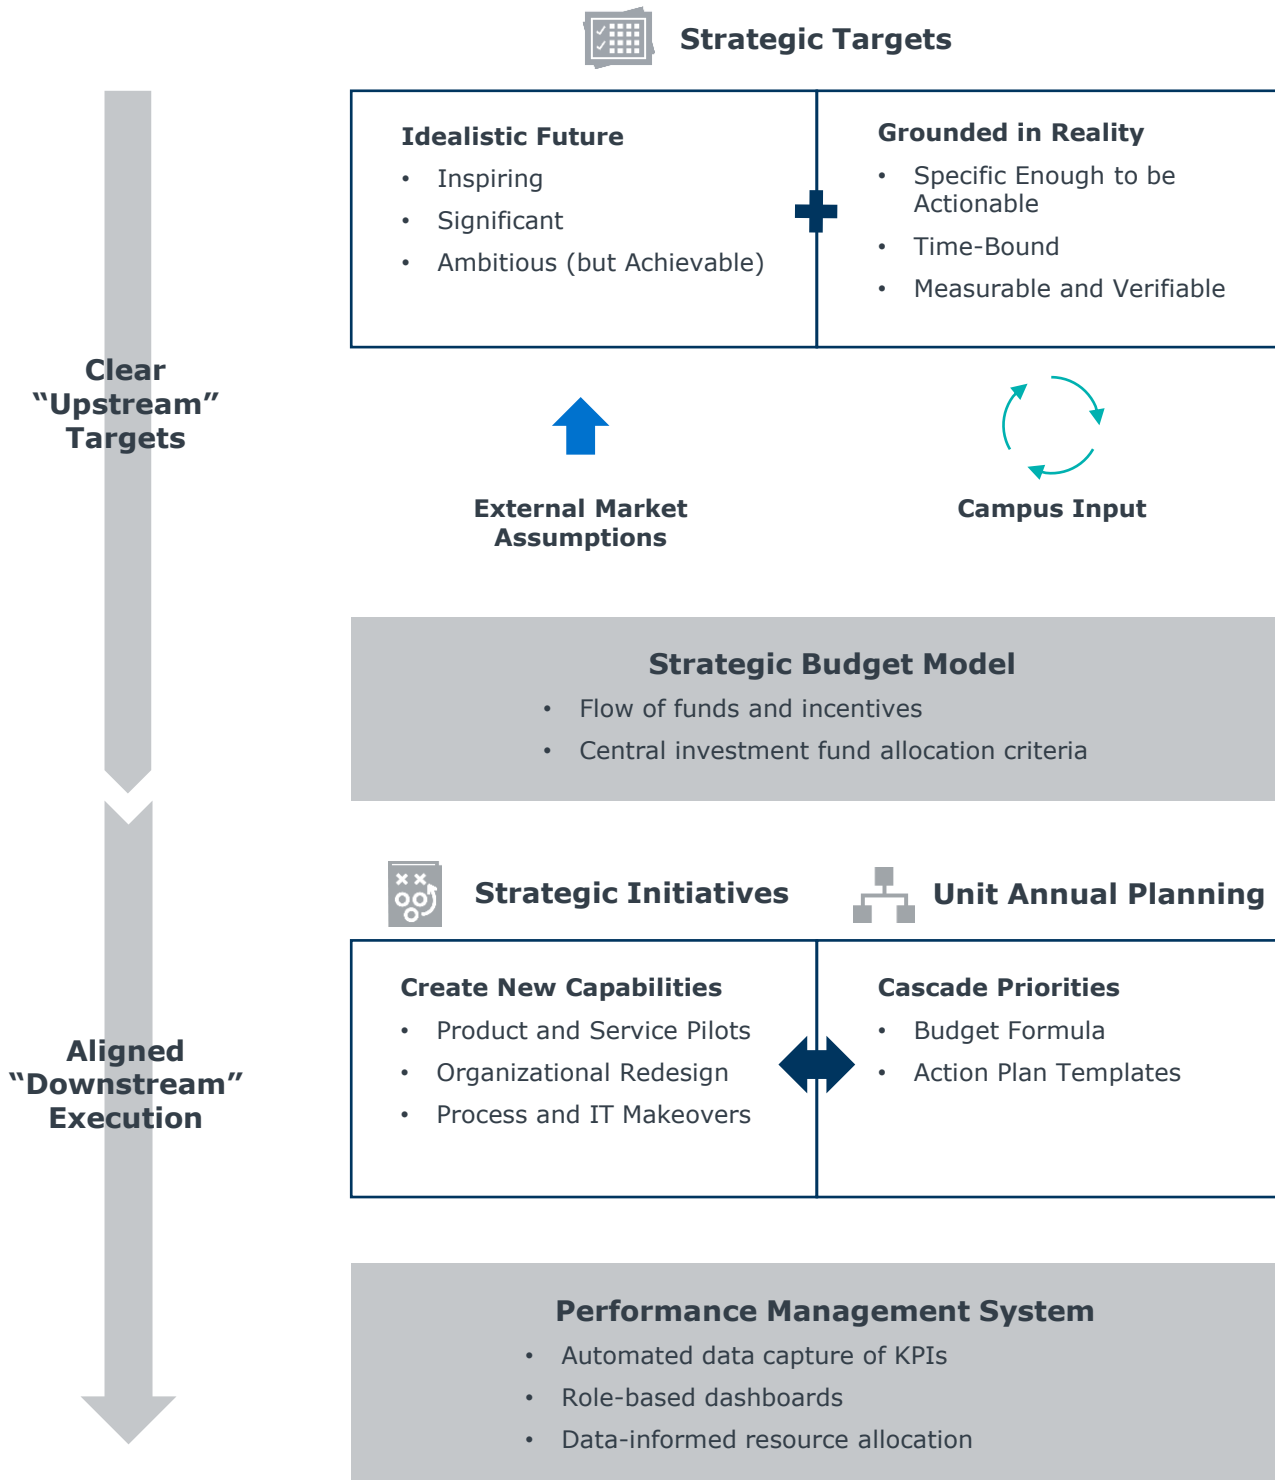 Strategic Targets
Idealistic Future
• Inspiring
• Significant
• Ambitious (but Achievable)
Grounded in Reality
• Specific Enough to be
Actionable
• Time-Bound
• Measurable and Verifiable
Clear
“Upstream”
Targets
External Market
Assumptions
Campus Input
Strategic Budget Model
• Flow of funds and incentives
• Central investment fund allocation criteria
Strategic Initiatives
Unit Annual Planning
Create New Capabilities
• Product and Service Pilots
• Organizational Redesign
• Process and IT Makeovers
Cascade Priorities
• Budget Formula
• Action Plan Templates
Aligned
“Downstream”
Execution
Performance Management System
• Automated data capture of KPIs
• Role-based dashboards
• Data-informed resource allocation